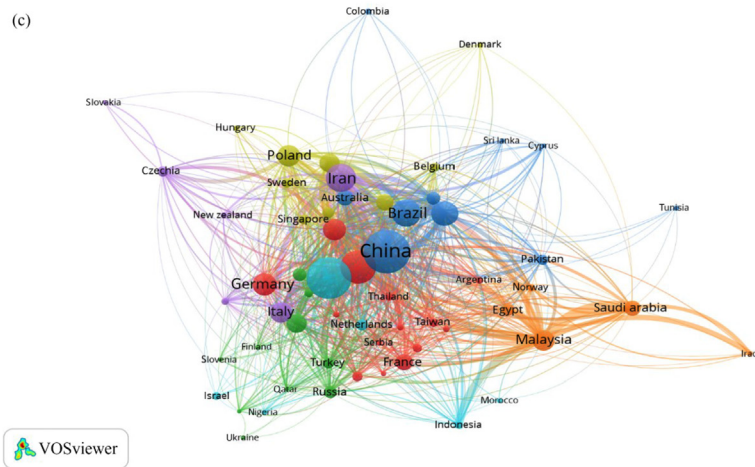 (c)
Colombia
Denmark
Slovakia
Hungary
Sri lanka
Cyprus
Poland
Belgium
Czechia
Iran
Sweden
Australia
Tunisia
New zealand
Singapore
Brazil
China
Pakistan
Germany
Argentina
Norway
Thailand
Egypt
Saudi arabia
Italy
Netherlands
Taiwan
Malaysia
Serbia
Finland
Iraq
Slovenia
Turkey
France
Qatar
Russia
Israel
Morocco
Nigeria
Indonesia
Ukraine
VOSviewer